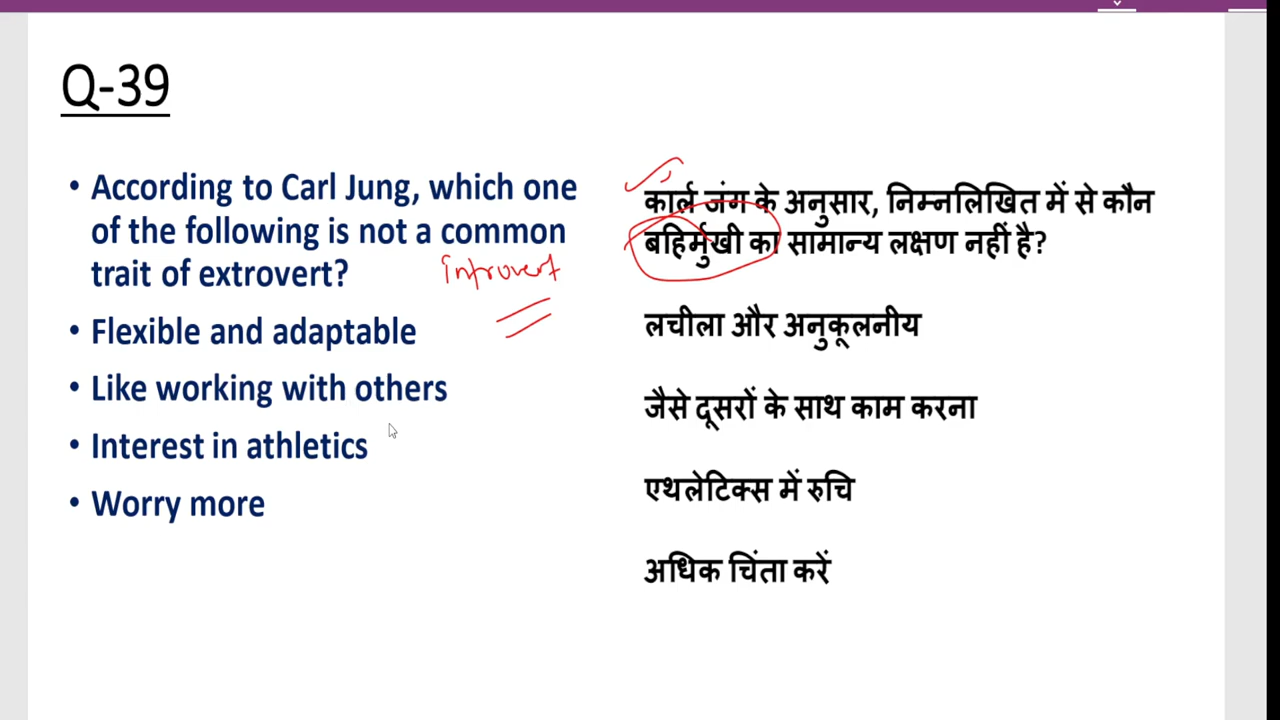 Q-39
• According to Carl Jung, which one
of the following is not a common
trait of extrovert?
introvert
• Flexible and adaptable
• Like working with others
• Interest in athletics
• Worry more
कार्ल जंग के अनुसार, निम्नलिखित में से कौन
बहिर्मुखी का सामान्य लक्षण नहीं है?
लचीला और अनुकूलनीय
जैसे दूसरों के साथ काम करना
एथलेटिक्स में रुचि
अधिक चिंता करें